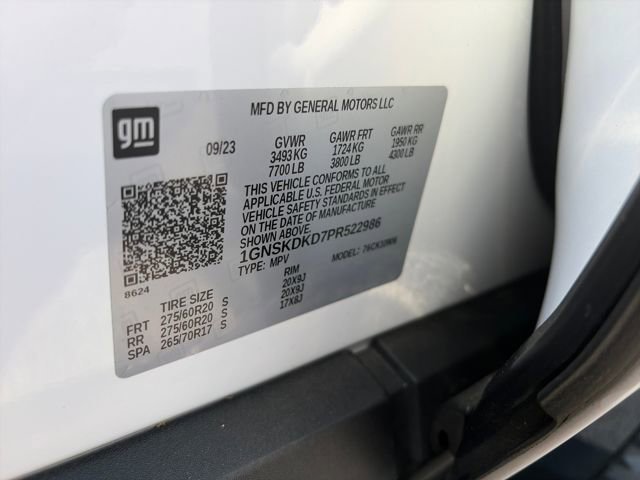 gm
MFD BY GENERAL MOTORS LLC
09/23 GVWR GAWR FRT GAWR RR
3493 KG 1724 KG 1950 KG
7700 LB 3800 LB 4300 LB
THIS VEHICLE CONFORMS TO ALL
APPLICABLE U.S. FEDERAL MOTOR
VEHICLE SAFETY STANDARDS IN EFFECT
ON THE DATE OF MANUFACTURE
SHOWN ABOVE.
1GNSKDKD7PR522986
TYPE: MPV MODEL:
8624
TIRE SIZE RIM
FRT 275/60R20 S 20X9J
RR 275/60R20 S 20X9J
SPA 265/70R17 S 17X8J